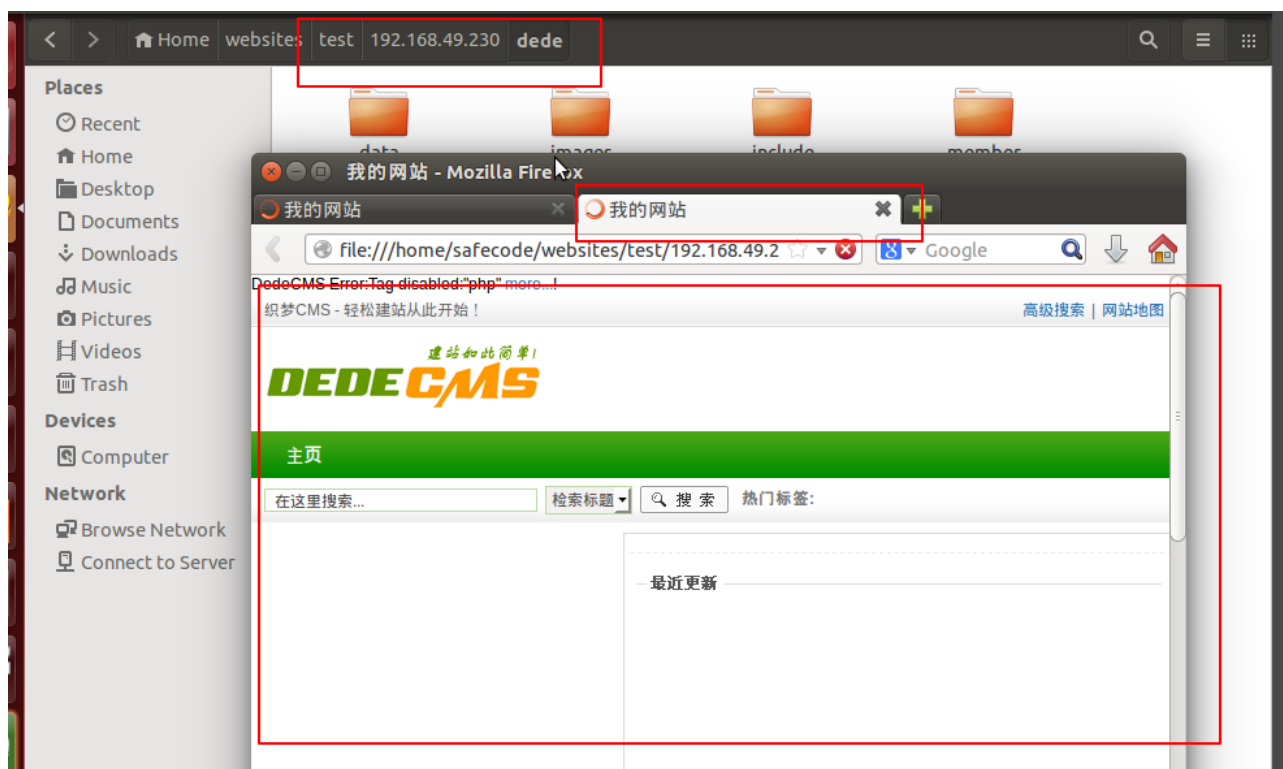 Home websites test 192.168.49.230 dede
Places
Recent
Home
Desktop
Documents
Downloads
Music
Pictures
Videos
Trash
Devices
Computer
Network
Browse Network
Connect to Server
data images include member
我的网站 - Mozilla Firefox
我的网站 我的网站
file:///home/safecode/websites/test/192.168.49.2 Google
DedeCMS Error:Tag disabled:"php" more...!
织梦CMS - 轻松建站从此开始！ 高级搜索 | 网站地图
建站如此简单!
DEDECMS
主页
在这里搜索... 检索标题 搜 索 热门标签:
最近更新